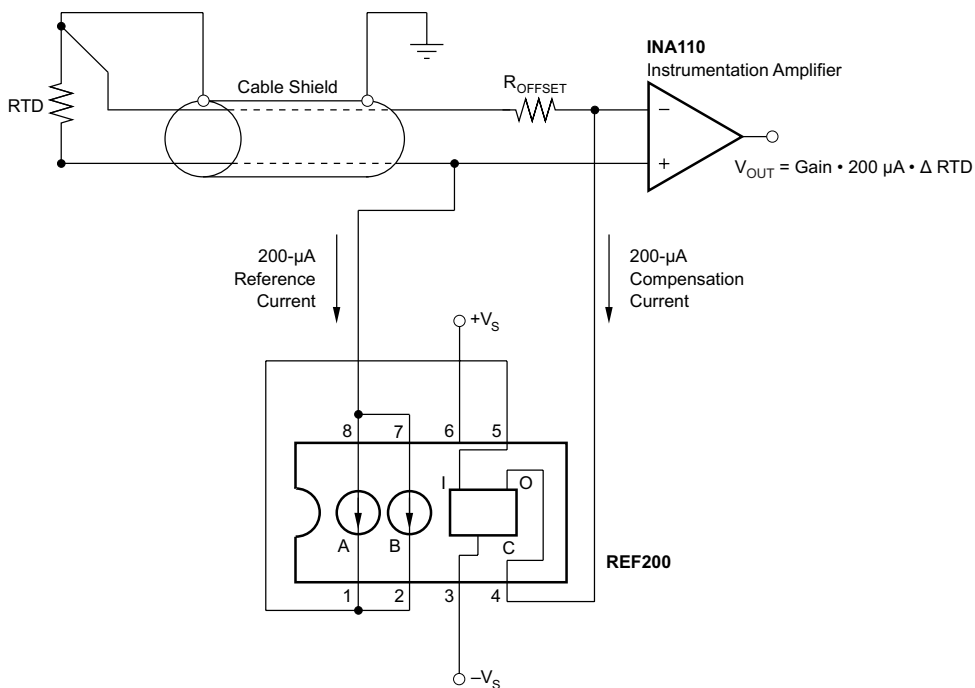 INA110
Instrumentation Amplifier
Cable Shield
R_OFFSET
RTD
−
+
V_OUT = Gain • 200 µA • Δ RTD
200-µA
Reference
Current
200-µA
Compensation
Current
+V_S
8 7 6 5
I O
A B C
REF200
1 2 3 4
−V_S